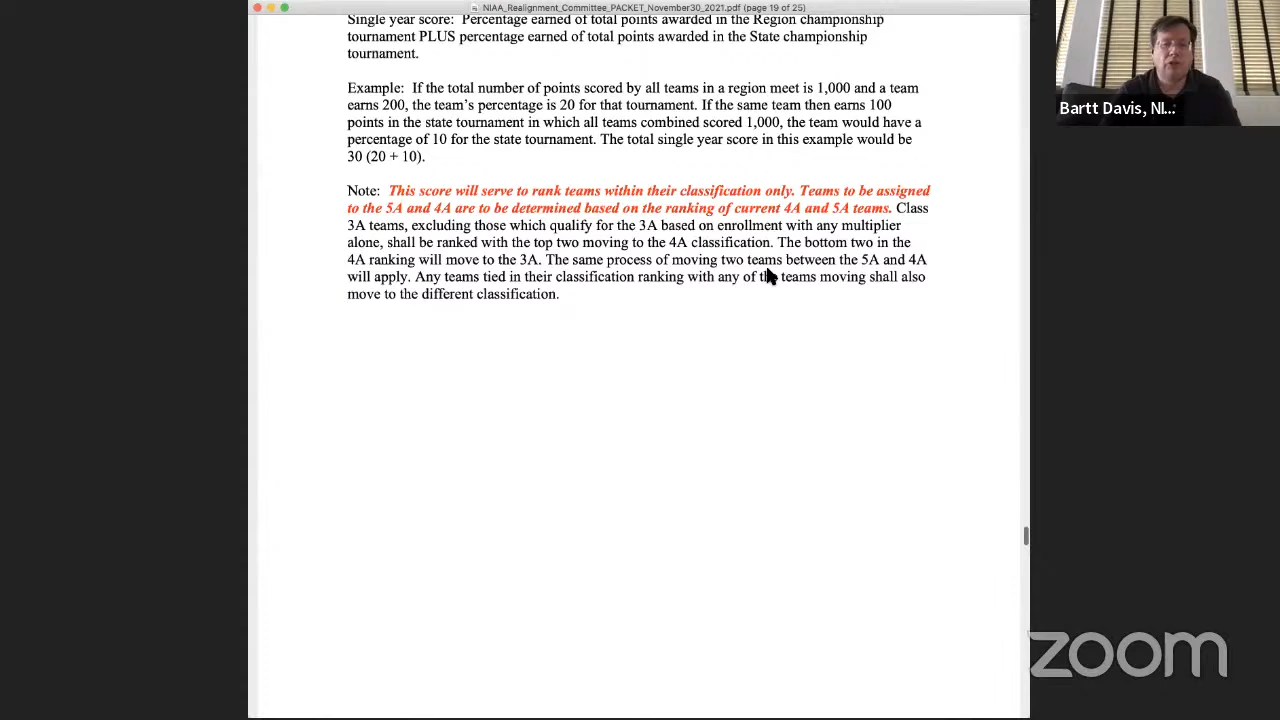 NIAA_Realignment_Committee_PACKET_November30_2021.pdf (page 19 of 25)
Single year score: Percentage earned of total points awarded in the Region championship
tournament PLUS percentage earned of total points awarded in the State championship
tournament.
Example: If the total number of points scored by all teams in a region meet is 1,000 and a team
earns 200, the team's percentage is 20 for that tournament. If the same team then earns 100
points in the state tournament in which all teams combined scored 1,000, the team would have a
percentage of 10 for the state tournament. The total single year score in this example would be
30 (20 + 10).
Note: This score will serve to rank teams within their classification only. Teams to be assigned
to the 5A and 4A are to be determined based on the ranking of current 4A and 5A teams. Class
3A teams, excluding those which qualify for the 3A based on enrollment with any multiplier
alone, shall be ranked with the top two moving to the 4A classification. The bottom two in the
4A ranking will move to the 3A. The same process of moving two teams between the 5A and 4A
will apply. Any teams tied in their classification ranking with any of the teams moving shall also
move to the different classification.
Bartt Davis, NI...
zoom